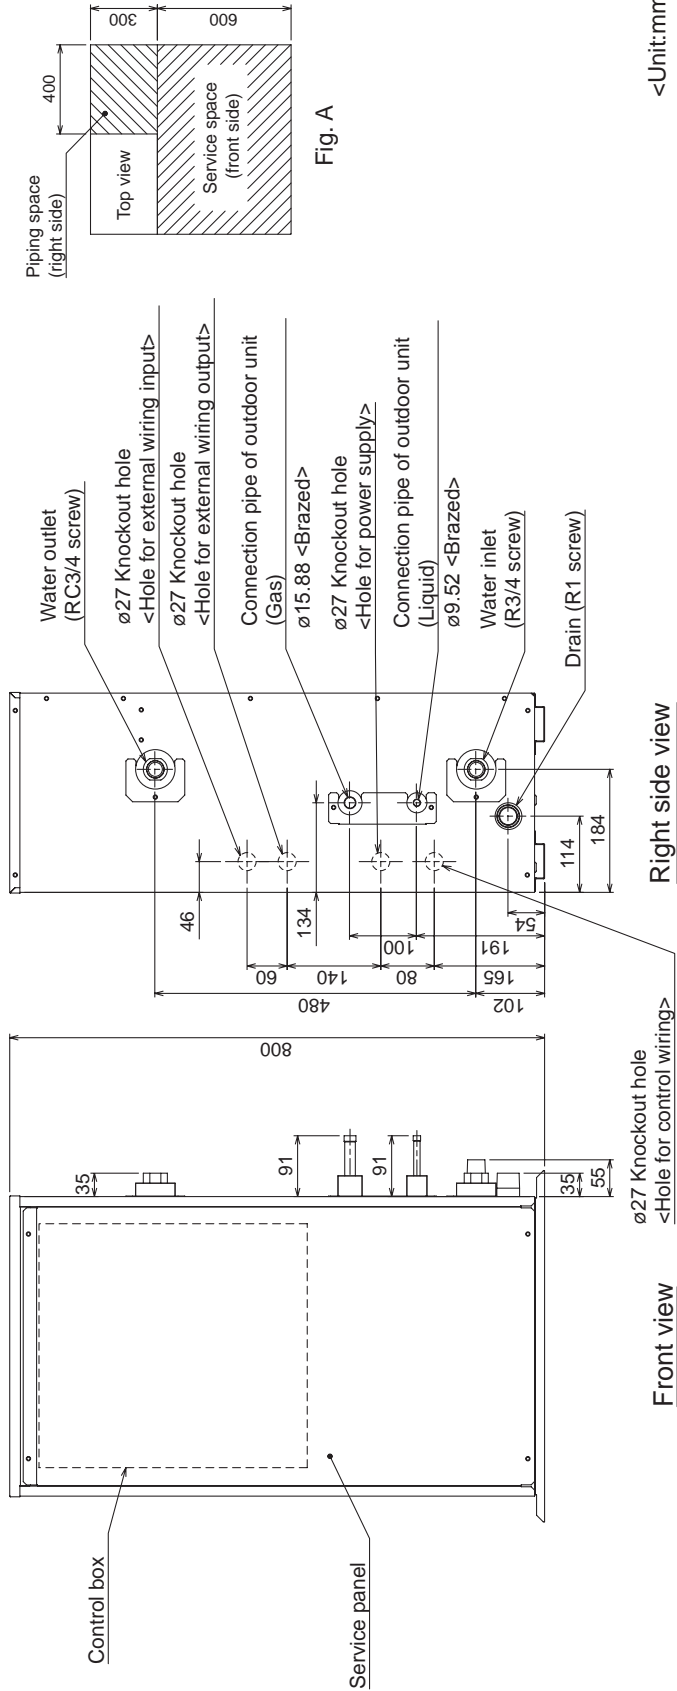 300
600
400
Piping space
(right side)
Top view
Service space
(front side)
Fig. A
<Unit:mm
Water outlet
(RC3/4 screw)
ø27 Knockout hole
<Hole for external wiring input>
ø27 Knockout hole
<Hole for external wiring output>
Connection pipe of outdoor unit
(Gas)
ø15.88 <Brazed>
ø27 Knockout hole
<Hole for power supply>
Connection pipe of outdoor unit
(Liquid)
ø9.52 <Brazed>
Water inlet
(R3/4 screw)
Drain (R1 screw)
46
134
60
140
80
165
100
191
480
102
54
114
184
Right side view
800
35
91
91
35
55
ø27 Knockout hole
<Hole for control wiring>
Control box
Service panel
Front view